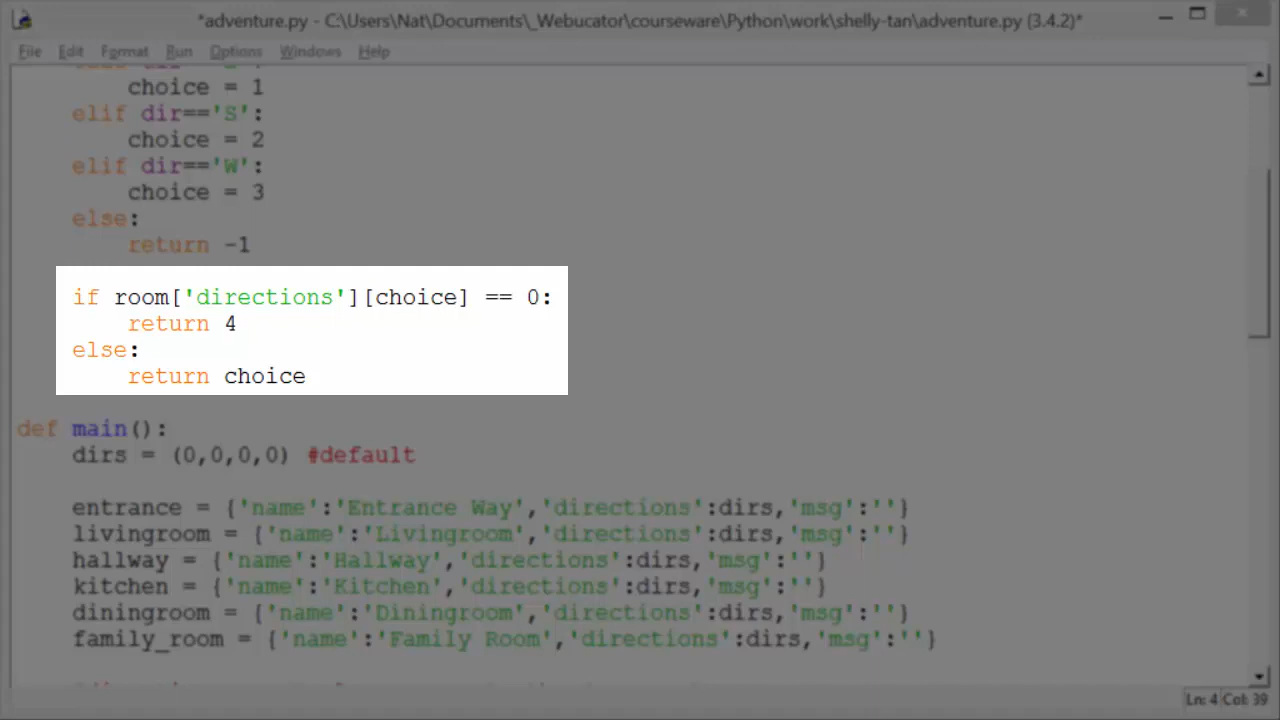 *adventure.py - C:\Users\Nat\Documents\_Webucator\courseware\Python\work\shelly-tan\adventure.py (3.4.2)*
File Edit Format Run Options Windows Help
choice = 1
elif dir=='S':
choice = 2
elif dir=='W':
choice = 3
else:
return -1
if room['directions'][choice] == 0:
return 4
else:
return choice
def main():
dirs = (0,0,0,0) #default
entrance = {'name':'Entrance Way','directions':dirs,'msg':''}
livingroom = {'name':'Livingroom','directions':dirs,'msg':''}
hallway = {'name':'Hallway','directions':dirs,'msg':''}
kitchen = {'name':'Kitchen','directions':dirs,'msg':''}
diningroom = {'name':'Diningroom','directions':dirs,'msg':''}
family_room = {'name':'Family Room','directions':dirs,'msg':''}
Ln: 4 Col: 39